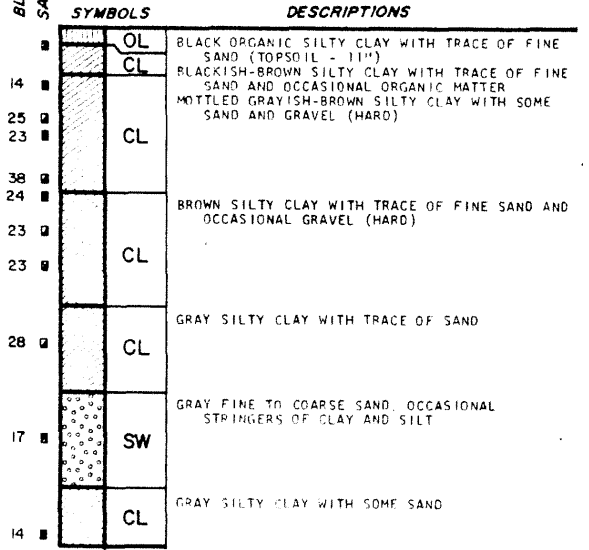 BL SA SYMBOLS DESCRIPTIONS
OL BLACK ORGANIC SILTY CLAY WITH TRACE OF FINE
SAND (TOPSOIL - 11")
CL BLACKISH-BROWN SILTY CLAY WITH TRACE OF FINE
14 SAND AND OCCASIONAL ORGANIC MATTER
MOTTLED GRAYISH-BROWN SILTY CLAY WITH SOME
25 SAND AND GRAVEL (HARD)
23 CL
38
24 BROWN SILTY CLAY WITH TRACE OF FINE SAND AND
OCCASIONAL GRAVEL (HARD)
23
CL
23
GRAY SILTY CLAY WITH TRACE OF SAND
28 CL
GRAY FINE TO COARSE SAND, OCCASIONAL
STRINGERS OF CLAY AND SILT
17 SW
GRAY SILTY CLAY WITH SOME SAND
CL
14